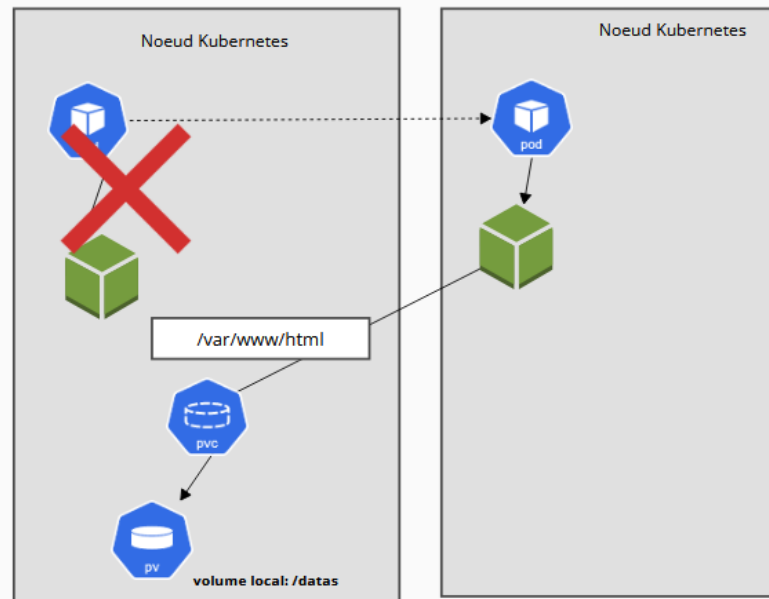 Noeud Kubernetes
Noeud Kubernetes
pod
/var/www/html
pvc
pv
volume local: /datas